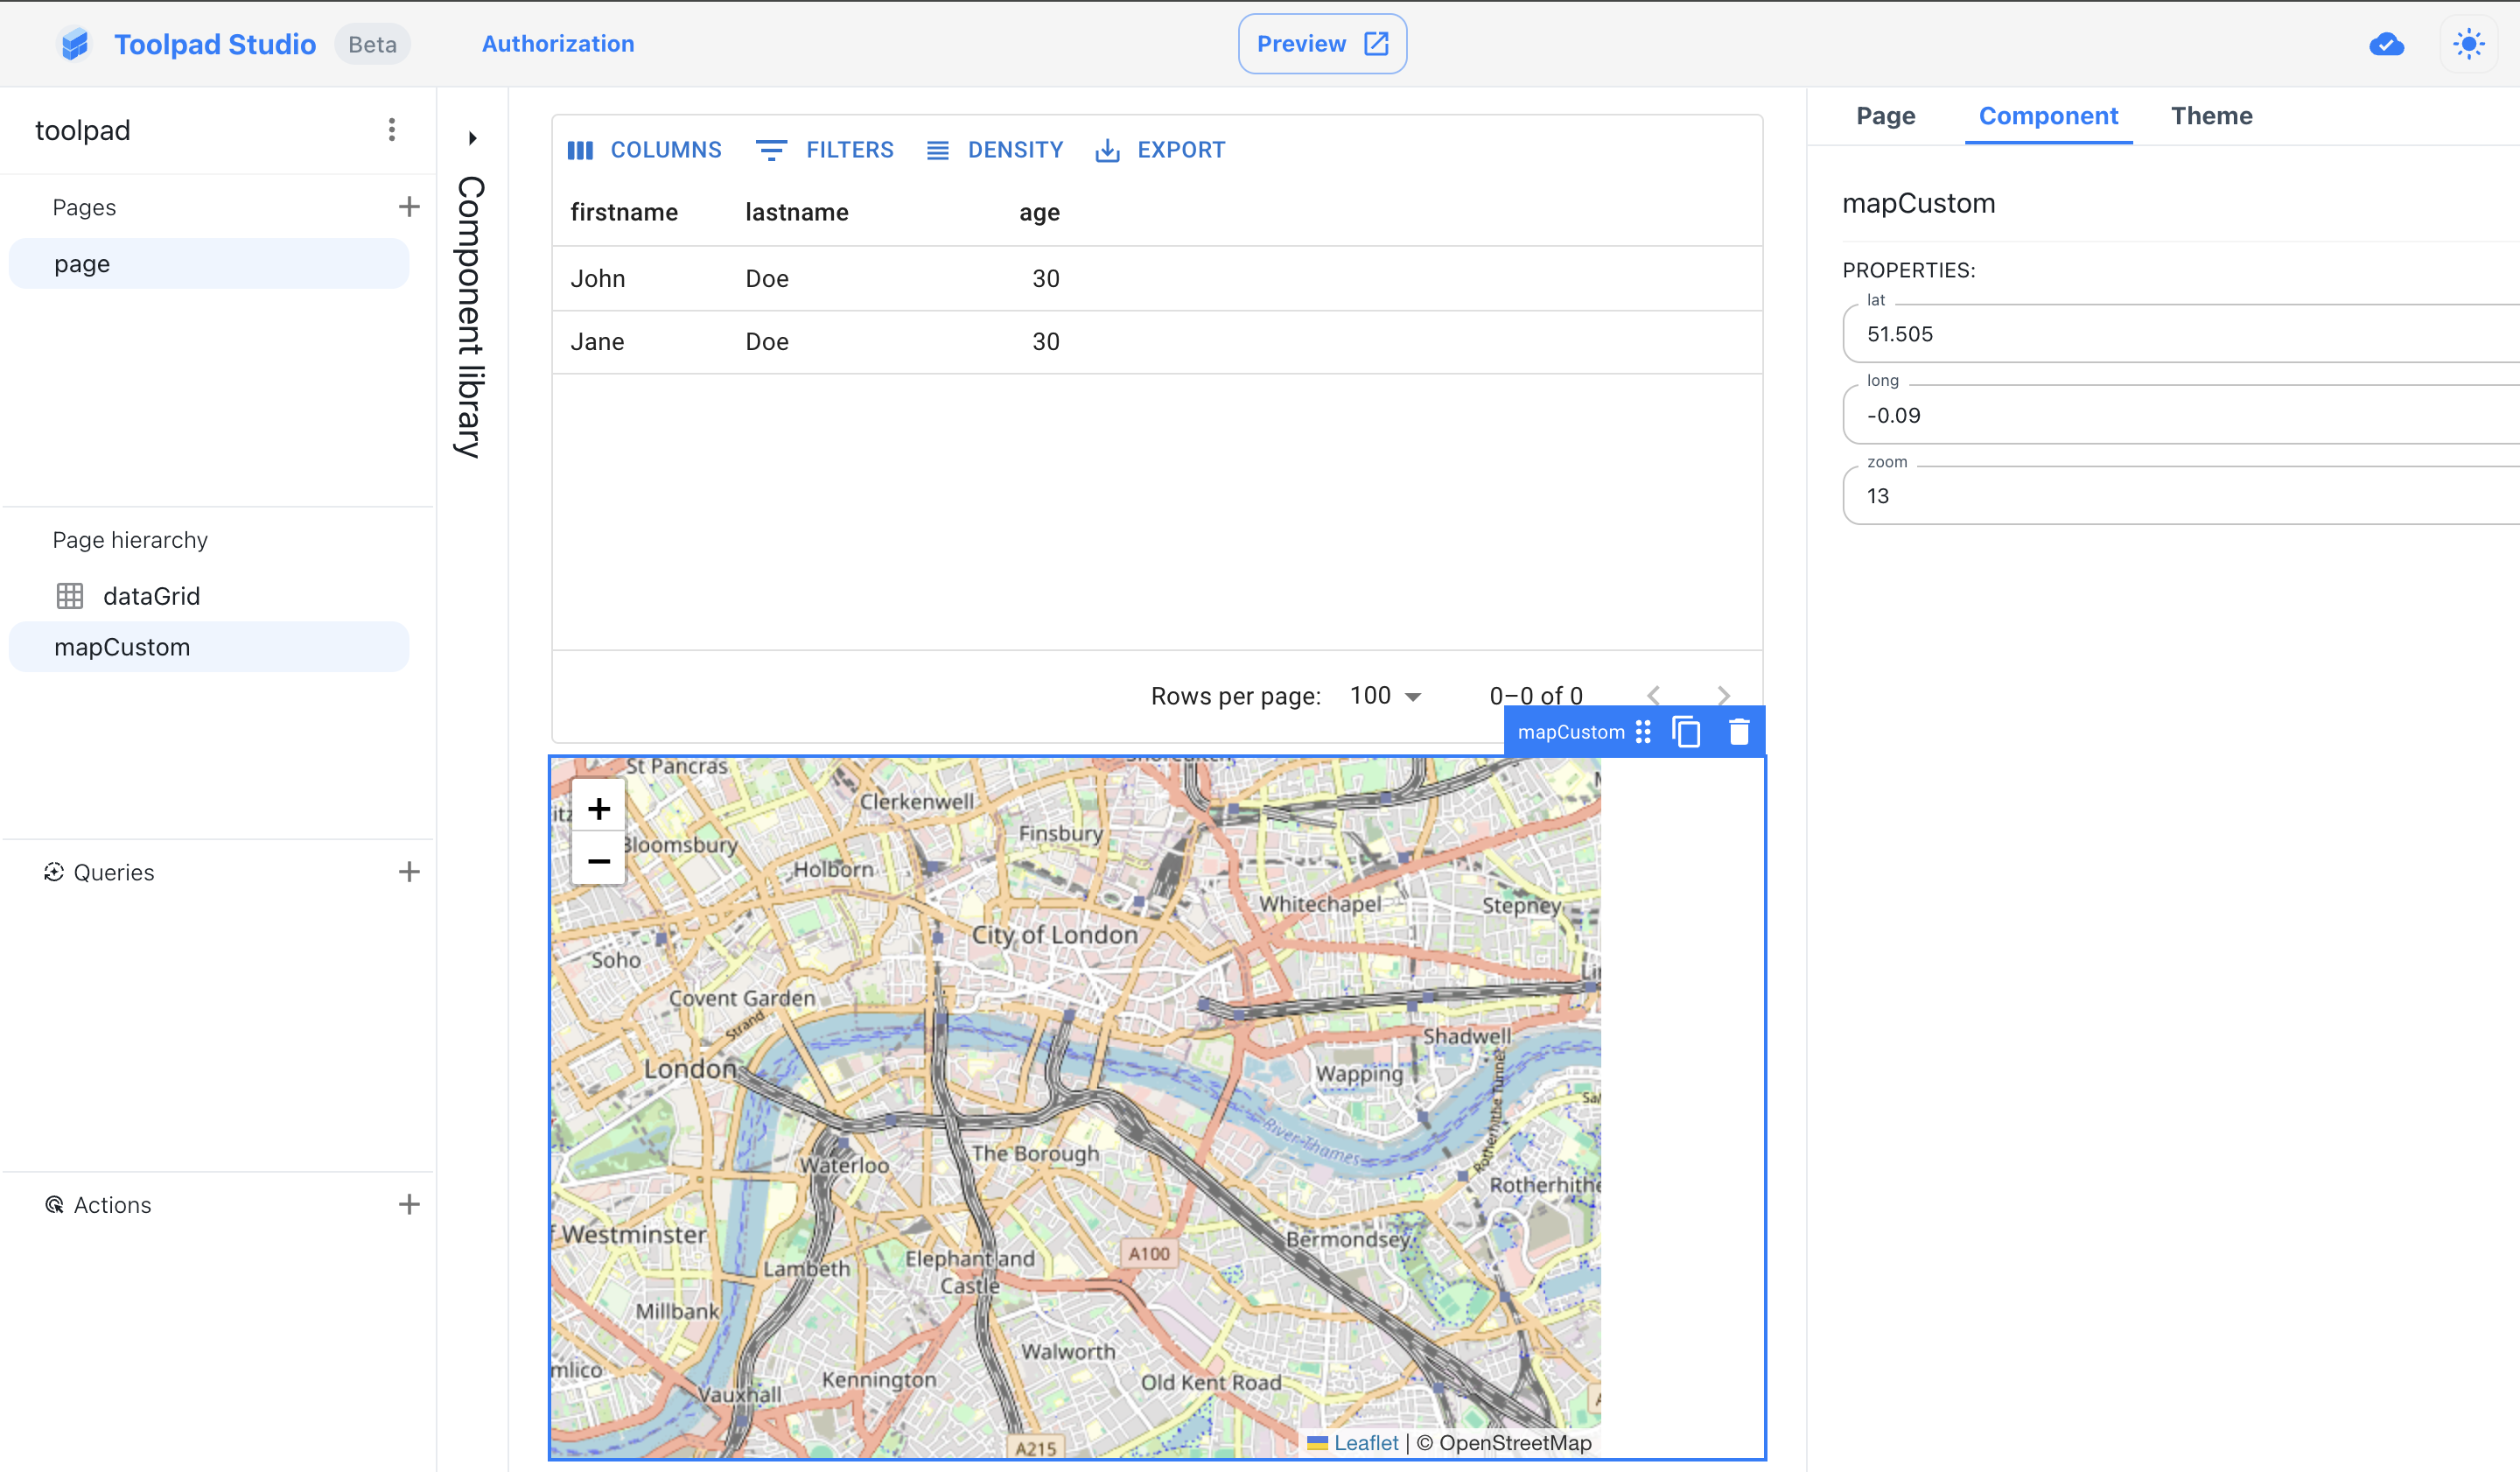 Toolpad Studio Beta Authorization Preview
toolpad
Pages
page
Page hierarchy
dataGrid
mapCustom
Queries
Actions
Component library
COLUMNS FILTERS DENSITY EXPORT
firstname lastname age
John Doe 30
Jane Doe 30
Rows per page: 100 0–0 of 0
mapCustom
St Pancras
Clerkenwell
Finsbury
Bloomsbury
Holborn
Whitechapel
Stepney
City of London
Soho
Covent Garden
Strand
Shadwell
London
Wapping
River Thames
Rotherhithe Tunnel
The Borough
Waterloo
Rotherhithe
Westminster
Bermondsey
A100
Elephant and
Castle
Lambeth
Millbank
Walworth
mlico
Kennington
Old Kent Road
Vauxhall
A215
Leaflet | © OpenStreetMap
Page Component Theme
mapCustom
PROPERTIES:
lat
51.505
long
-0.09
zoom
13